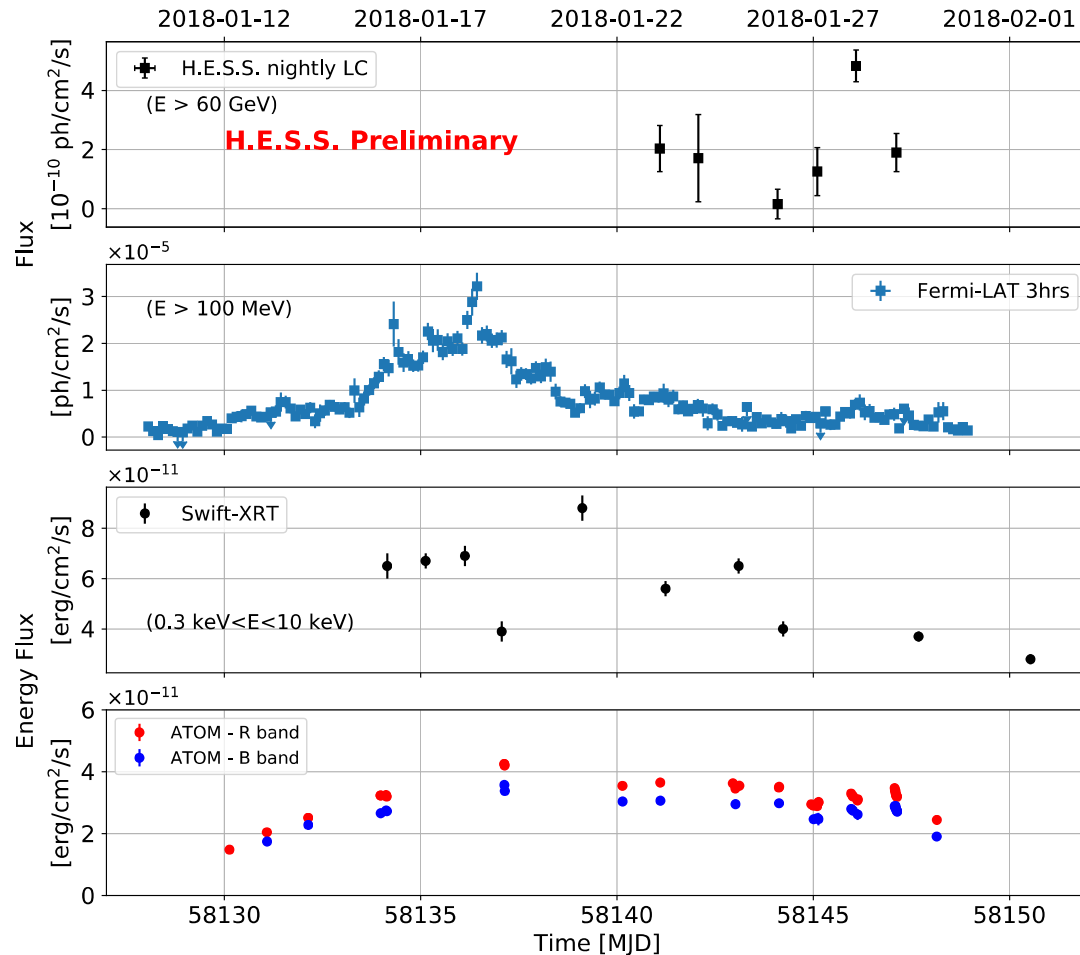 2018-01-12 2018-01-17 2018-01-22 2018-01-27 2018-02-01
H.E.S.S. nightly LC
(E > 60 GeV)
H.E.S.S. Preliminary
4
2
0
[10⁻¹⁰ ph/cm²/s]
Flux
×10⁻⁵
(E > 100 MeV)
Fermi-LAT 3hrs
3
2
1
0
[ph/cm²/s]
×10⁻¹¹
Swift-XRT
(0.3 keV<E<10 keV)
8
6
4
[erg/cm²/s]
Energy Flux
×10⁻¹¹
ATOM - R band
ATOM - B band
6
4
2
0
[erg/cm²/s]
58130 58135 58140 58145 58150
Time [MJD]